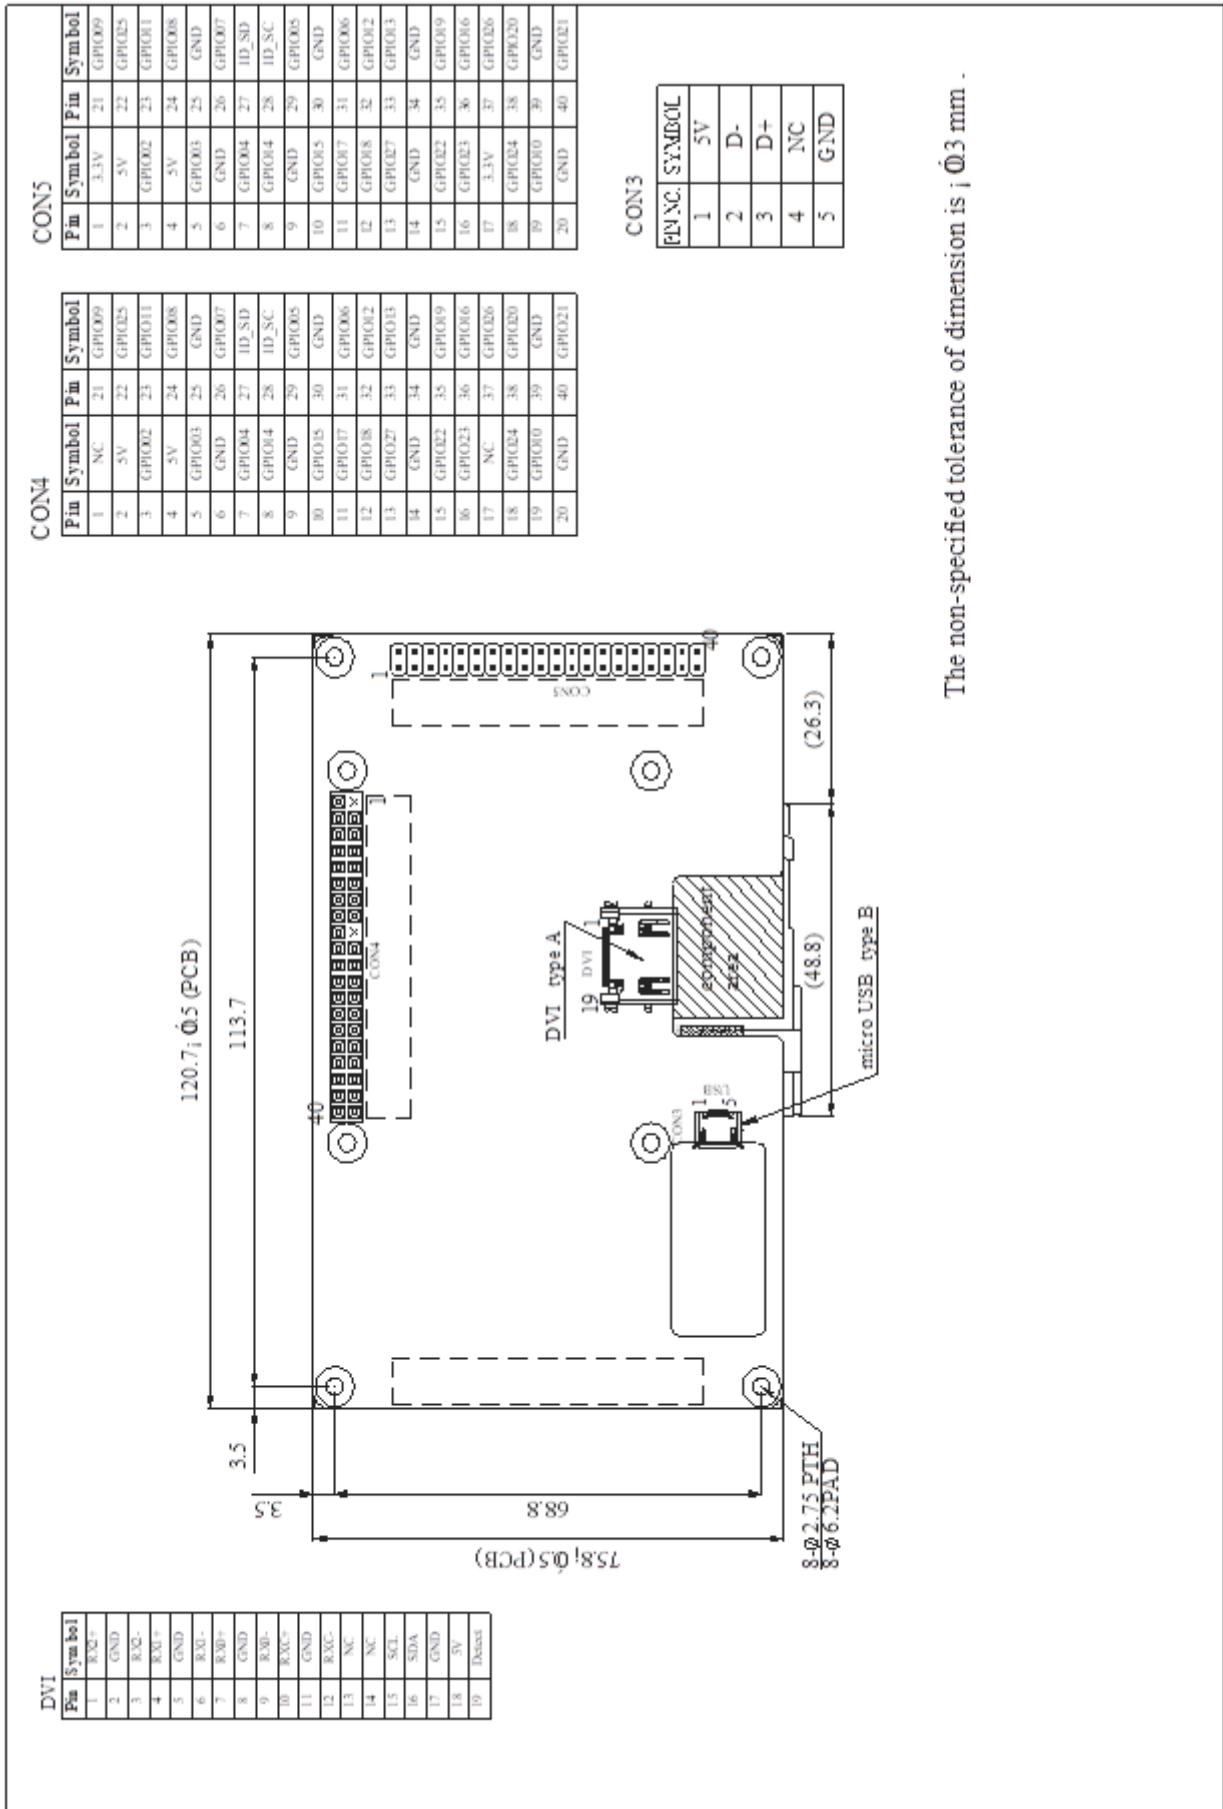 DVI
Pin Symbol
1 RX2+
2 GND
3 RX2-
4 RX1+
5 GND
6 RX1-
7 RX0+
8 GND
9 RX0-
10 RXC+
11 GND
12 RXC-
13 NC
14 NC
15 SCL
16 SDA
17 GND
18 5V
19 Detect
CON4
Pin Symbol Pin Symbol
1 NC 21 GPIO09
2 5V 22 GPIO25
3 GPIO02 23 GPIO11
4 5V 24 GPIO08
5 GPIO03 25 GND
6 GND 26 GPIO07
7 GPIO04 27 ID_SD
8 GPIO14 28 ID_SC
9 GND 29 GPIO05
10 GPIO15 30 GND
11 GPIO17 31 GPIO06
12 GPIO18 32 GPIO12
13 GPIO27 33 GPIO13
14 GND 34 GND
15 GPIO22 35 GPIO19
16 GPIO23 36 GPIO16
17 NC 37 GPIO26
18 GPIO24 38 GPIO20
19 GPIO10 39 GND
20 GND 40 GPIO21
CON5
Pin Symbol Pin Symbol
1 3.3V 21 GPIO09
2 5V 22 GPIO25
3 GPIO02 23 GPIO11
4 5V 24 GPIO08
5 GPIO03 25 GND
6 GND 26 GPIO07
7 GPIO04 27 ID_SD
8 GPIO14 28 ID_SC
9 GND 29 GPIO05
10 GPIO15 30 GND
11 GPIO17 31 GPIO06
12 GPIO18 32 GPIO12
13 GPIO27 33 GPIO13
14 GND 34 GND
15 GPIO22 35 GPIO19
16 GPIO23 36 GPIO16
17 3.3V 37 GPIO26
18 GPIO24 38 GPIO20
19 GPIO10 39 GND
20 GND 40 GPIO21
120.7¡Ó0.5 (PCB)
113.7
3.5
3.5
68.8
75.8¡Ó0.5(PCB)
40
1
CON4
1
CON5
40
DVI type A
19
DVI
1
component
area
CON3
1
USB
5
(48.8)
(26.3)
micro USB type B
8-Ø2.75 PTH
8-Ø6.2PAD
CON3
PIN NO. SYMBOL
1 5V
2 D-
3 D+
4 NC
5 GND
The non-specified tolerance of dimension is ¡Ó0.3 mm .